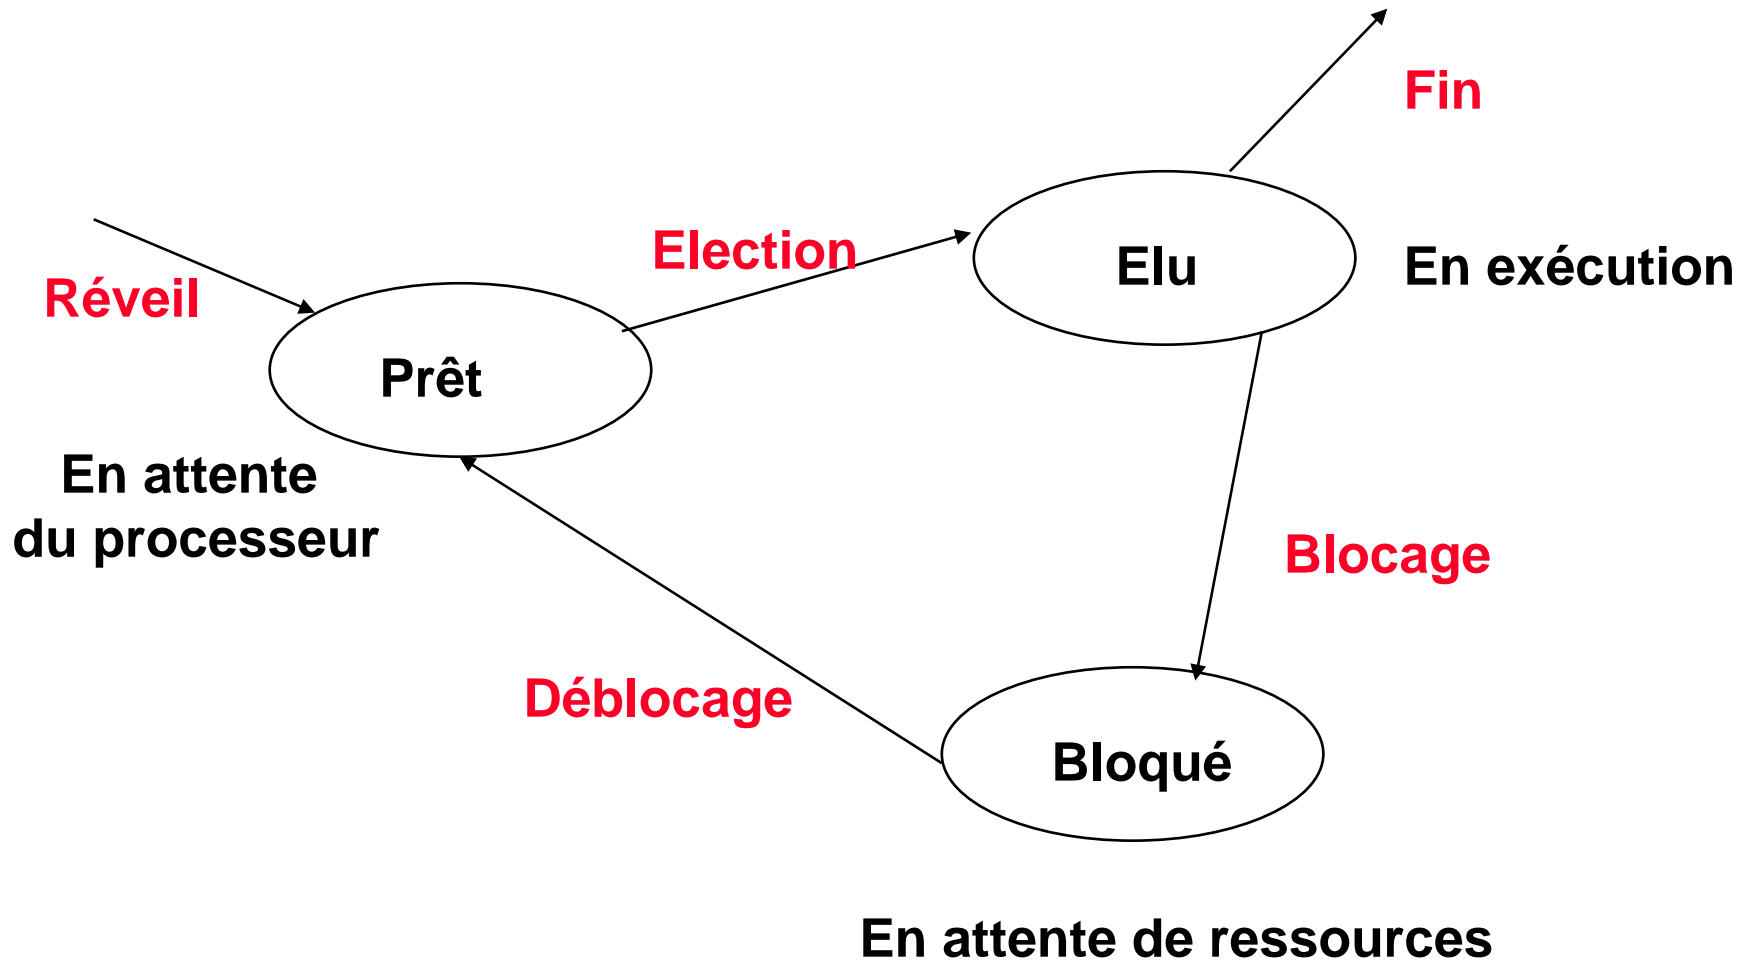 Fin
Réveil
Election
Elu
En exécution
Prêt
En attente
du processeur
Blocage
Déblocage
Bloqué
En attente de ressources